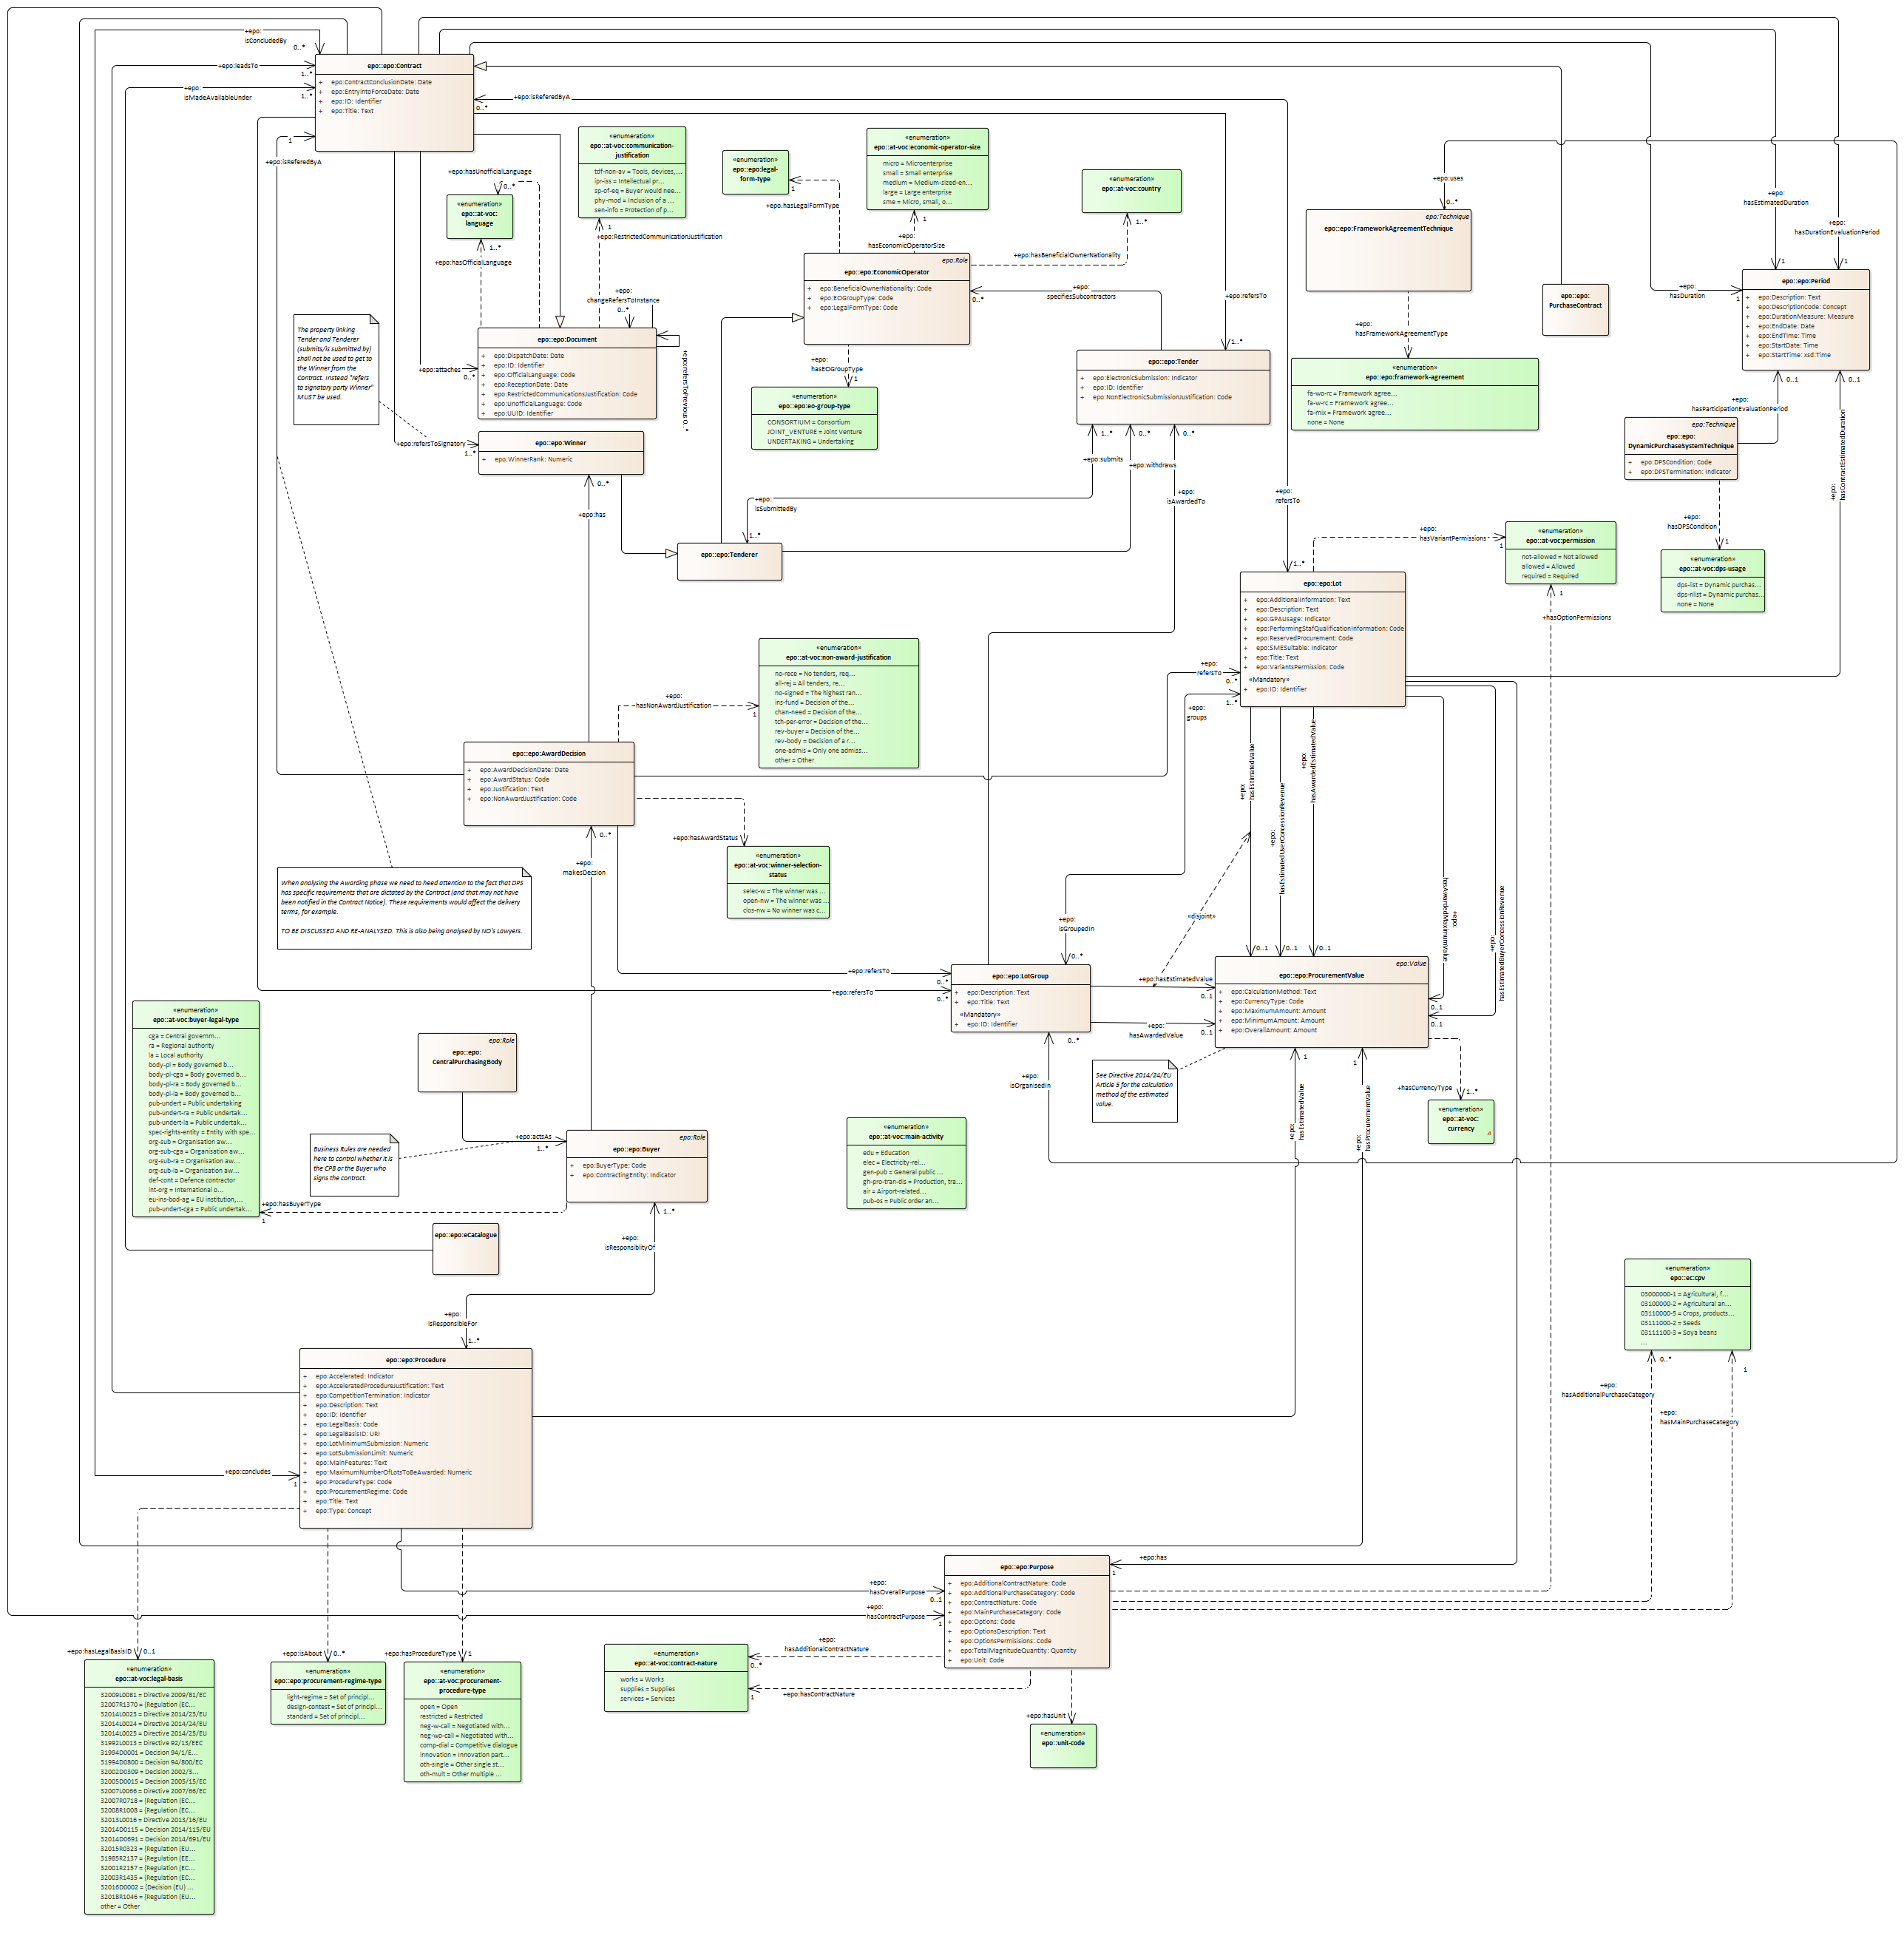 +epo:
isConcludedBy
0..*
+epo:leadsTo
1..*
+epo:
isMadeAvailableUnder
1..*
epo::epo:Contract
+ epo:ContractConclusionDate: Date
+ epo:EntryintoForceDate: Date
+ epo:ID: Identifier
+ epo:Title: Text
+epo:isReferedByA
0..*
1
+epo:isReferedByA
+epo:hasUnofficialLanguage
0..*
«enumeration»
epo::at-voc:
language
1..*
+epo:hasOfficialLanguage
«enumeration»
epo::at-voc:communication-
justification
tdf-non-av = Tools, devices,...
ipr-iss = Intellectual pr...
sp-of-eq = Buyer would nee...
phy-mod = Inclusion of a ...
sen-info = Protection of p...
1
+epo:RestrictedCommunicationJustification
«enumeration»
epo::epo:legal-
form-type
1
+epo.hasLegalFormType
«enumeration»
epo::at-voc:economic-operator-size
micro = Microenterprise
small = Small enterprise
medium = Medium-sized-en...
large = Large enterprise
sme = Micro, small, o...
1
+epo:
hasEconomicOperatorSize
«enumeration»
epo::at-voc:country
1..*
+epo:hasBeneficialOwnerNationality
epo:Role
epo::epo:EconomicOperator
+ epo:BeneficialOwnerNationality: Code
+ epo:EOGroupType: Code
+ epo:LegalFormType: Code
0..*
+epo:
specifiesSubcontractors
+epo:refersTo
1..*
+epo:uses
0..*
epo:Technique
epo::epo:FrameworkAgreementTechnique
+epo:
hasFrameworkAgreementType
«enumeration»
epo::epo:framework-agreement
fa-wo-rc = Framework agree...
fa-w-rc = Framework agree...
fa-mix = Framework agree...
none = None
epo::epo:
PurchaseContract
+epo:
hasEstimatedDuration
1
+epo:
hasDurationEvaluationPeriod
1
+epo:
hasDuration
1
epo::epo:Period
+ epo:Description: Text
+ epo:DescriptionCode: Concept
+ epo:DurationMeasure: Measure
+ epo:EndDate: Date
+ epo:EndTime: Time
+ epo:StartDate: Time
+ epo:StartTime: xsd:Time
0..1
0..1
+epo:
hasParticipationEvaluationPeriod
+epo:
hasContractEstimatedDuration
epo:Technique
epo::epo:
DynamicPurchaseSystemTechnique
+ epo:DPSCondition: Code
+ epo:DPSTermination: Indicator
+epo:
hasDPSCondition
1
«enumeration»
epo::at-voc:dps-usage
dps-list = Dynamic purchas...
dps-nlist = Dynamic purchas...
none = None
The property linking
Tender and Tenderer
(submits/is submitted by)
shall not be used to get to
the Winner from the
Contract. Instead "refers
to signatory party Winner"
MUST be used.
+epo:
changeRefersToInstance
0..*
epo::epo:Document
+ epo:DispatchDate: Date
+ epo:ID: Identifier
+ epo:OfficialLanguage: Code
+ epo:ReceptionDate: Date
+ epo:RestrictedCommunicationsJustification: Code
+ epo:UnofficialLanguage: Code
+ epo:UUID: Identifier
+epo:refersToPrevious
0..*
+epo:attaches
0..*
+epo:refersToSignatory
1..*
epo::epo:Winner
+ epo:WinnerRank: Numeric
0..*
+epo:has
+epo:
hasEOGroupType
1
«enumeration»
epo::epo:eo-group-type
CONSORTIUM = Consortium
JOINT_VENTURE = Joint Venture
UNDERTAKING = Undertaking
epo::epo:Tender
+ epo:ElectronicSubmission: Indicator
+ epo:ID: Identifier
+ epo:NonElectronicSubmissionJustification: Code
1..*
+epo:submits
0..*
+epo:withdraws
0..*
+epo:
isAwardedTo
+epo:
isSubmittedBy
1..*
epo::epo:Tenderer
+epo:
refersTo
1..*
+epo:
hasVariantPermissions
1
«enumeration»
epo::at-voc:permission
not-allowed = Not allowed
allowed = Allowed
required = Required
1
+hasOptionPermissions
epo::epo:Lot
+ epo:AdditionalInformation: Text
+ epo:Description: Text
+ epo:GPAUsage: Indicator
+ epo:PerformingStafQualificationInformation: Code
+ epo:ReservedProcurement: Code
+ epo:SMESuitable: Indicator
+ epo:Title: Text
+ epo:VariantsPermission: Code
«Mandatory»
+ epo:ID: Identifier
+epo:
refersTo
0..*
1..*
+epo:
groups
«enumeration»
epo::at-voc:non-award-justification
no-rece = No tenders, req...
all-rej = All tenders, re...
no-signed = The highest ran...
ins-fund = Decision of the...
chan-need = Decision of the...
tch-per-error = Decision of the...
rev-buyer = Decision of the...
rev-body = Decision of a r...
one-admis = Only one admiss...
other = Other
+epo:
hasNonAwardJustification
1
epo::epo:AwardDecision
+ epo:AwardDecisionDate: Date
+ epo:AwardStatus: Code
+ epo:Justification: Text
+ epo:NonAwardJustification: Code
0..*
+epo:
makesDecsion
+epo:hasAwardStatus
«enumeration»
epo::at-voc:winner-selection-
status
selec-w = The winner was ...
open-nw = The winner was ...
clos-nw = No winner was c...
When analysing the Awarding phase we need to heed attention to the fact that DPS
has specific requirements that are dictated by the Contract (and that may not have
been notified in the Contract Notice). These requirements would affect the delivery
terms, for example.
TO BE DISCUSSED AND RE-ANALYSED. This is also being analysed by NO's Lawyers.
+epo:
hasEstimatedValue
+epo:
hasEstimatedUserConcessionRevenue
+epo:
hasAwardedEstimatedValue
+epo:
hasAwardedMaximumValue
+epo:
hasEstimatedBuyerConcessionRevenue
«disjoint»
0..1
0..1
0..1
+epo:
isGroupedIn
0..*
+epo:refersTo
0..*
+epo:refersTo
0..*
epo::epo:LotGroup
+ epo:Description: Text
+ epo:Title: Text
«Mandatory»
+ epo:ID: Identifier
+epo:hasEstimatedValue
0..1
+epo:
hasAwardedValue
0..1
epo:Value
epo::epo:ProcurementValue
+ epo:CalculationMethod: Text
+ epo:CurrencyType: Code
+ epo:MaximumAmount: Amount
+ epo:MinimumAmount: Amount
+ epo:OverallAmount: Amount
0..1
0..1
0..*
+epo:
isOrganisedIn
See Directive 2014/24/EU
Article 5 for the calculation
method of the estimated
value.
1
+epo:
hasEstimatedValue
1
+epo:
hasProcurementValue
+hasCurrencyType
1..*
«enumeration»
epo::at-voc:
currency
«enumeration»
epo::at-voc:buyer-legal-type
cga = Central governm...
ra = Regional authority
la = Local authority
body-pl = Body governed b...
body-pl-cga = Body governed b...
body-pl-ra = Body governed b...
body-pl-la = Body governed b...
pub-undert = Public undertaking
pub-undert-ra = Public undertak...
pub-undert-la = Public undertak...
spec-rights-entity = Entity with spe...
org-sub = Organisation aw...
org-sub-cga = Organisation aw...
org-sub-ra = Organisation aw...
org-sub-la = Organisation aw...
def-cont = Defence contractor
int-org = International o...
eu-ins-bod-ag = EU institution,...
pub-undert-cga = Public undertak...
epo:Role
epo::epo:
CentralPurchasingBody
+epo:actsAs
1..*
Business Rules are needed
here to control whether it is
the CPB or the Buyer who
signs the contract.
epo:Role
epo::epo:Buyer
+ epo:BuyerType: Code
+ epo:ContractingEntity: Indicator
+epo:hasBuyerType
1
1..*
+epo:
isResponsiblityOf
epo::epo:eCatalogue
«enumeration»
epo::at-voc:main-activity
edu = Education
elec = Electricity-rel...
gen-pub = General public ...
gh-pro-tran-dis = Production, tra...
air = Airport-related...
pub-os = Public order an...
+epo:
isResponsibleFor
1..*
epo::epo:Procedure
+ epo:Accelerated: Indicator
+ epo:AcceleratedProcedureJustification: Text
+ epo:CompetitionTermination: Indicator
+ epo:Description: Text
+ epo:ID: Identifier
+ epo:LegalBasis: Code
+ epo:LegalBasisID: URI
+ epo:LotMinimumSubmission: Numeric
+ epo:LotSubmissionLimit: Numeric
+ epo:MainFeatures: Text
+ epo:MaximumNumberOfLotsToBeAwarded: Numeric
+ epo:ProcedureType: Code
+ epo:ProcurementRegime: Code
+ epo:Title: Text
+ epo:Type: Concept
+epo:concludes
1
«enumeration»
epo::ec:cpv
03000000-1 = Agricultural, f...
03100000-2 = Agricultural an...
03110000-5 = Crops, products...
03111000-2 = Seeds
03111100-3 = Soya beans
...
0..*
1
+epo:
hasAdditionalPurchaseCategory
+epo:
hasMainPurchaseCategory
+epo:
hasOverallPurpose
0..1
+epo:
hasContractPurpose
1
epo::epo:Purpose
+ epo:AdditionalContractNature: Code
+ epo:AdditionalPurchaseCategory: Code
+ epo:ContractNature: Code
+ epo:MainPurchaseCategory: Code
+ epo:Options: Code
+ epo:OptionsDescription: Text
+ epo:OptionsPermisisions: Code
+ epo:TotalMagnitudeQuantity: Quantity
+ epo:Unit: Code
+epo:has
1
+epo:hasLegalBasisID
0..1
«enumeration»
epo::at-voc:legal-basis
32009L0081 = Directive 2009/81/EC
32007R1370 = (Regulation (EC...
32014L0023 = Directive 2014/23/EU
32014L0024 = Directive 2014/24/EU
32014L0025 = Directive 2014/25/EU
31992L0013 = Directive 92/13/EEC
31994D0001 = Decision 94/1/E...
31994D0800 = Decision 94/800/EC
32002D0309 = Decision 2002/3...
32005D0015 = Decision 2005/15/EC
32007L0066 = Directive 2007/66/EC
32007R0718 = (Regulation (EC...
32008R1008 = (Regulation (EC...
32013L0016 = Directive 2013/16/EU
32014D0115 = Decision 2014/115/EU
32014D0691 = Decision 2014/691/EU
32015R0323 = (Regulation (EU...
31985R2137 = (Regulation (EE...
32001R2157 = (Regulation (EC...
32003R1435 = (Regulation (EC...
32016D0002 = (Decision (EU) ...
32018R1046 = (Regulation (EU...
other = Other
+epo:isAbout
0..*
«enumeration»
epo::epo:procurement-regime-type
light-regime = Set of principl...
design-contest = Set of principl...
standard = Set of principl...
+epo:hasProcedureType
1
«enumeration»
epo::at-voc:procurement-
procedure-type
open = Open
restricted = Restricted
neg-w-call = Negotiated with...
neg-wo-call = Negotiated with...
comp-dial = Competitive dialogue
innovation = Innovation part...
oth-single = Other single st...
oth-mult = Other multiple ...
«enumeration»
epo::at-voc:contract-nature
works = Works
supplies = Supplies
services = Services
+epo:
hasAdditionalContractNature
0..*
1
+epo:hasContractNature
+epo:hasUnit
«enumeration»
epo::unit-code